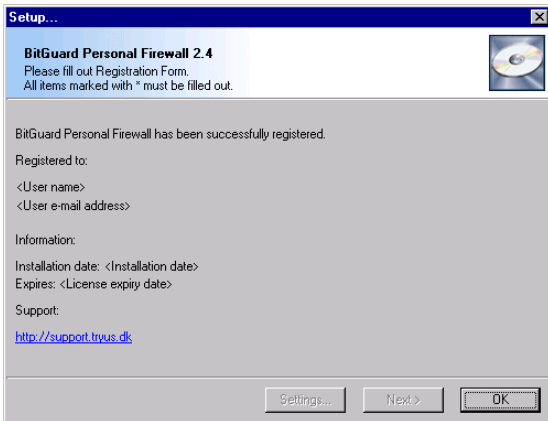 Setup...
BitGuard Personal Firewall 2.4
Please fill out Registration Form.
All items marked with * must be filled out.
BitGuard Personal Firewall has been successfully registered.
Registered to:
<User name>
<User e-mail address>
Information:
Installation date: <Installation date>
Expires: <License expiry date>
Support:
http://support.tryus.dk
Settings... Next > OK